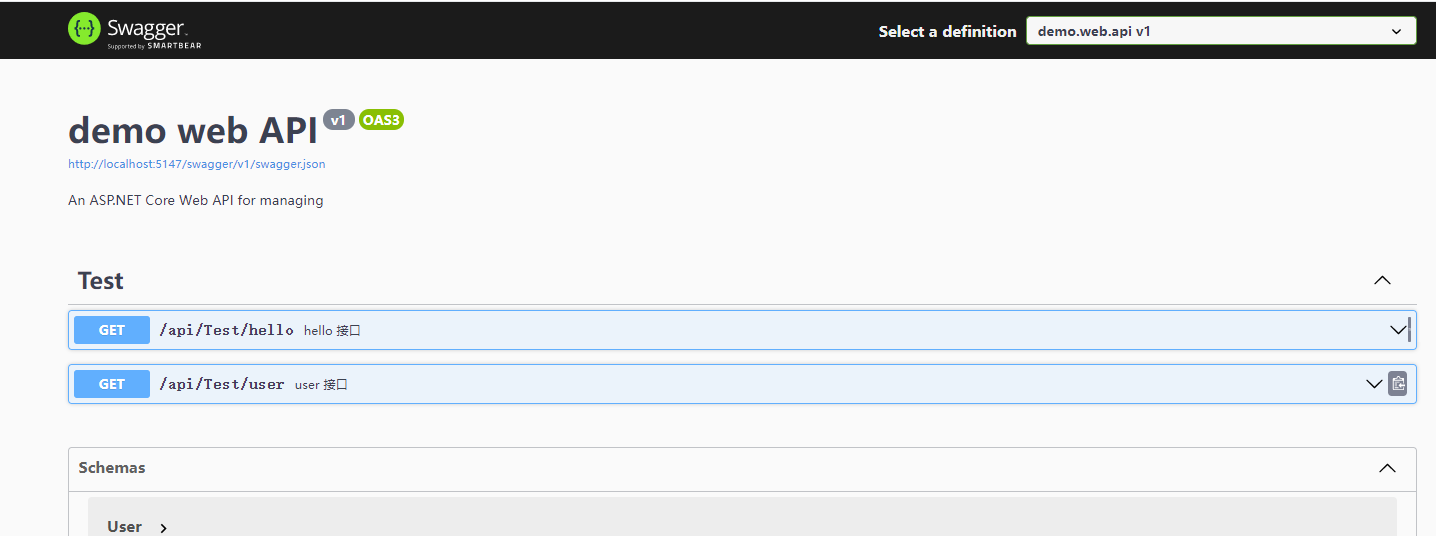 Swagger
Supported by SMARTBEAR
Select a definition
demo.web.api v1
demo web API v1 OAS3
http://localhost:5147/swagger/v1/swagger.json
An ASP.NET Core Web API for managing
Test
GET /api/Test/hello hello 接口
GET /api/Test/user user 接口
Schemas
User